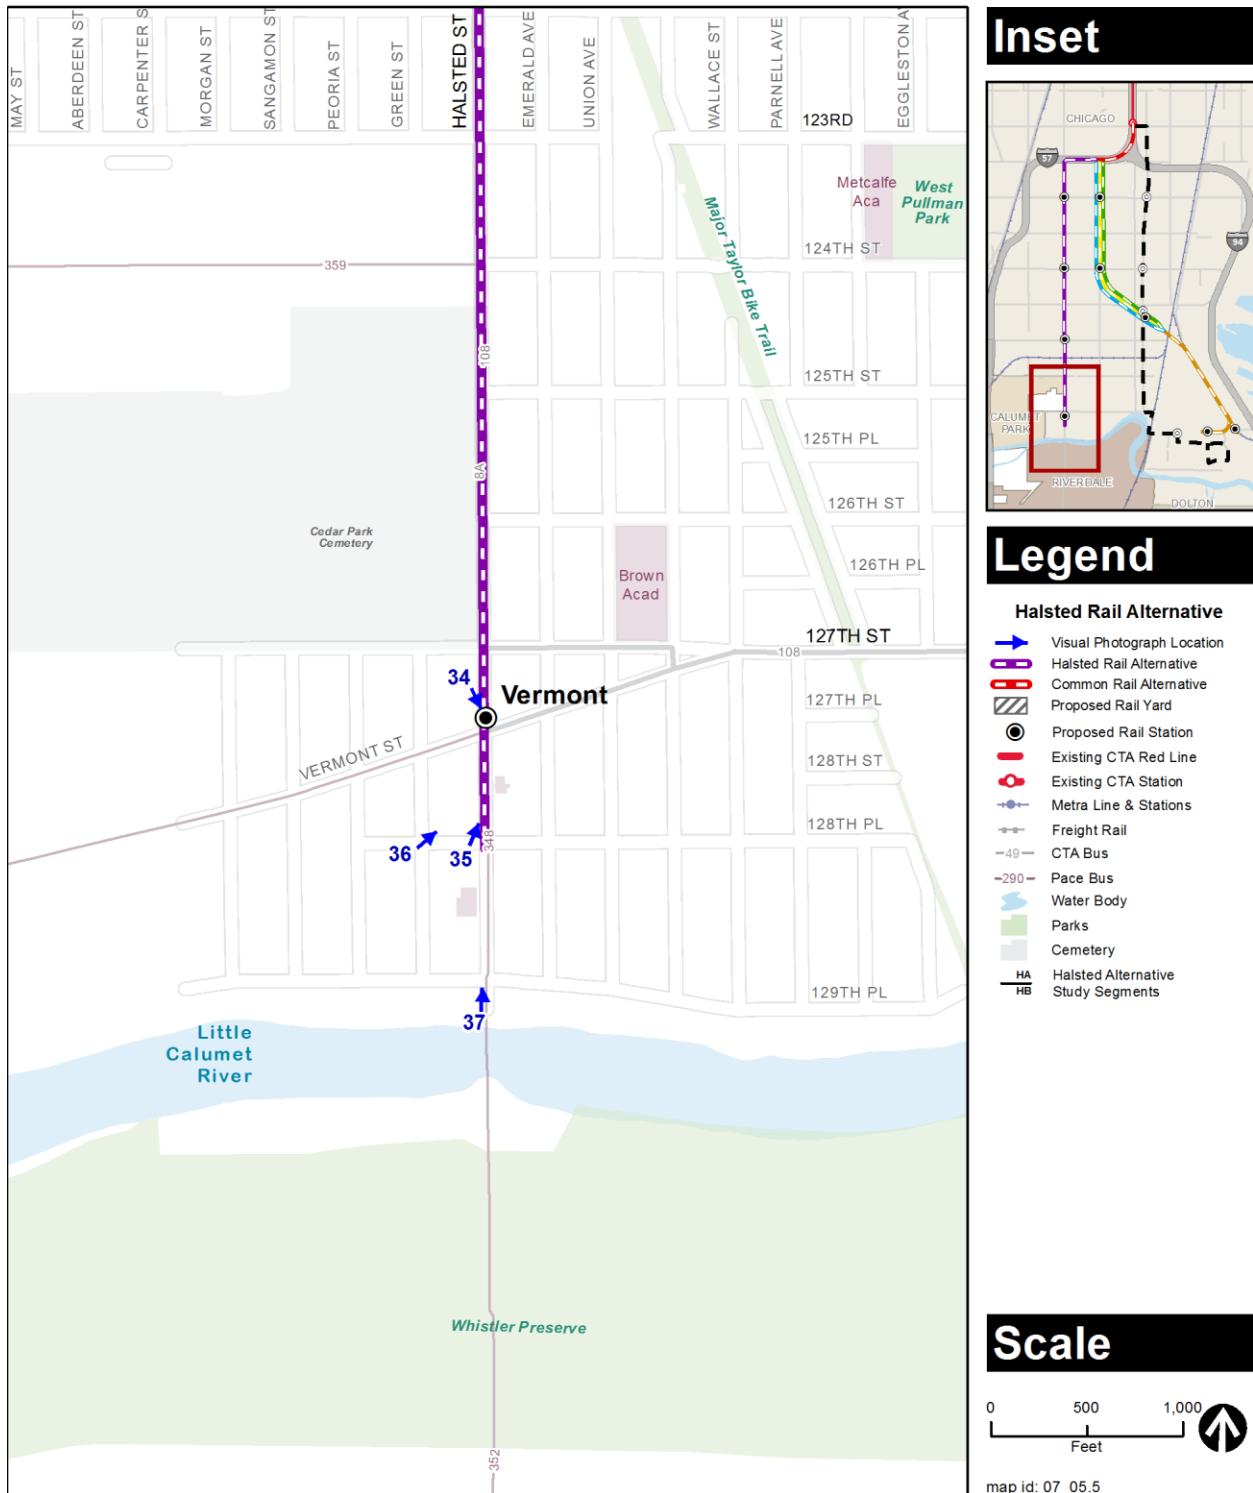 MAY ST
ABERDEEN ST
CARPENTER S
MORGAN ST
SANGAMON ST
PEORIA ST
GREEN ST
HALSTED ST
EMERALD AVE
UNION AVE
WALLACE ST
PARNELL AVE
EGGLESTON A
123RD
Metcalfe
Aca
West
Pullman
Park
Major Taylor Bike Trail
124TH ST
359
108
125TH ST
125TH PL
8A
126TH ST
Cedar Park
Cemetery
126TH PL
Brown
Acad
127TH ST
108
34
Vermont
127TH PL
VERMONT ST
128TH ST
128TH PL
36
35
348
129TH PL
37
Little
Calumet
River
Whistler Preserve
352
Inset
CHICAGO
57
94
CALUMET
PARK
RIVERDALE
DOLTON
Legend
Halsted Rail Alternative
Visual Photograph Location
Halsted Rail Alternative
Common Rail Alternative
Proposed Rail Yard
Proposed Rail Station
Existing CTA Red Line
Existing CTA Station
Metra Line & Stations
Freight Rail
49 CTA Bus
290 Pace Bus
Water Body
Parks
Cemetery
HA Halsted Alternative
HB Study Segments
Scale
0 500 1,000
Feet
map id: 07_05.5